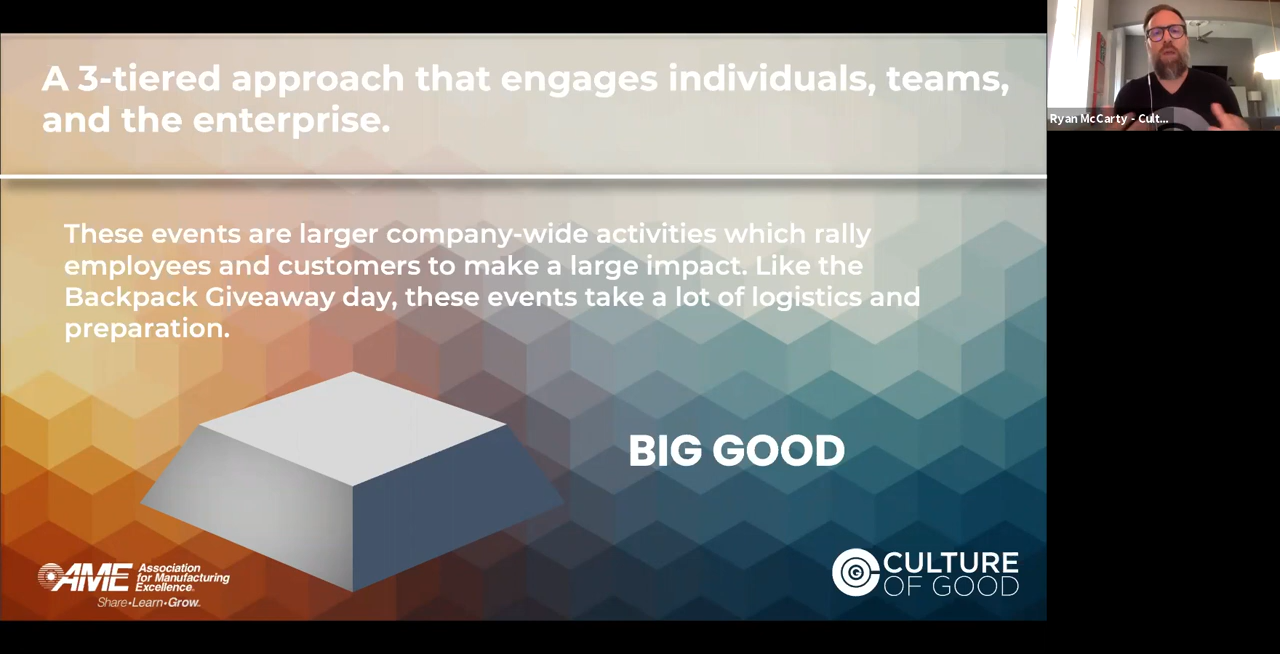 A 3-tiered approach that engages individuals, teams,
and the enterprise.
Ryan McCarty - Cult...
These events are larger company-wide activities which rally
employees and customers to make a large impact. Like the
Backpack Giveaway day, these events take a lot of logistics and
preparation.
BIG GOOD
AME Association
for Manufacturing
Excellence
Share•Learn•Grow.
CULTURE
OF GOOD